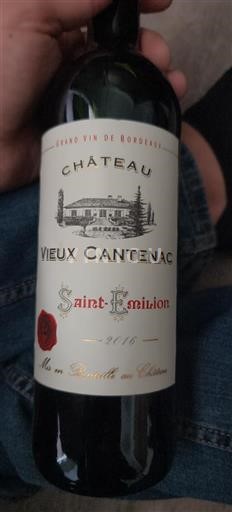 GRAND VIN DE BORDEAUX
CHÂTEAU
VIEUX CANTENAC
Saint-Emilion
2016
Mis en Bouteille au Château